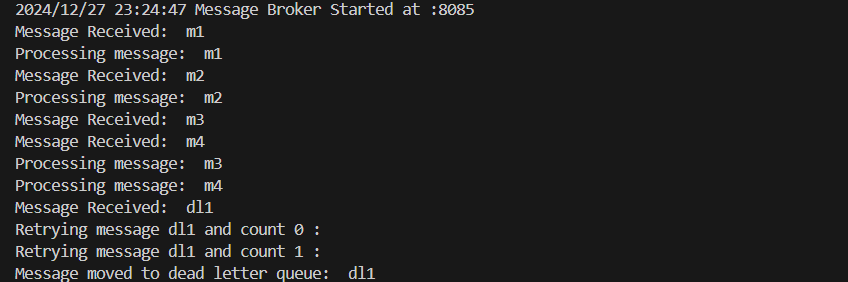 2024/12/27 23:24:47 Message Broker Started at :8085
Message Received:  m1
Processing message:  m1
Message Received:  m2
Processing message:  m2
Message Received:  m3
Message Received:  m4
Processing message:  m3
Processing message:  m4
Message Received:  dl1
Retrying message dl1 and count 0 :
Retrying message dl1 and count 1 :
Message moved to dead letter queue:  dl1